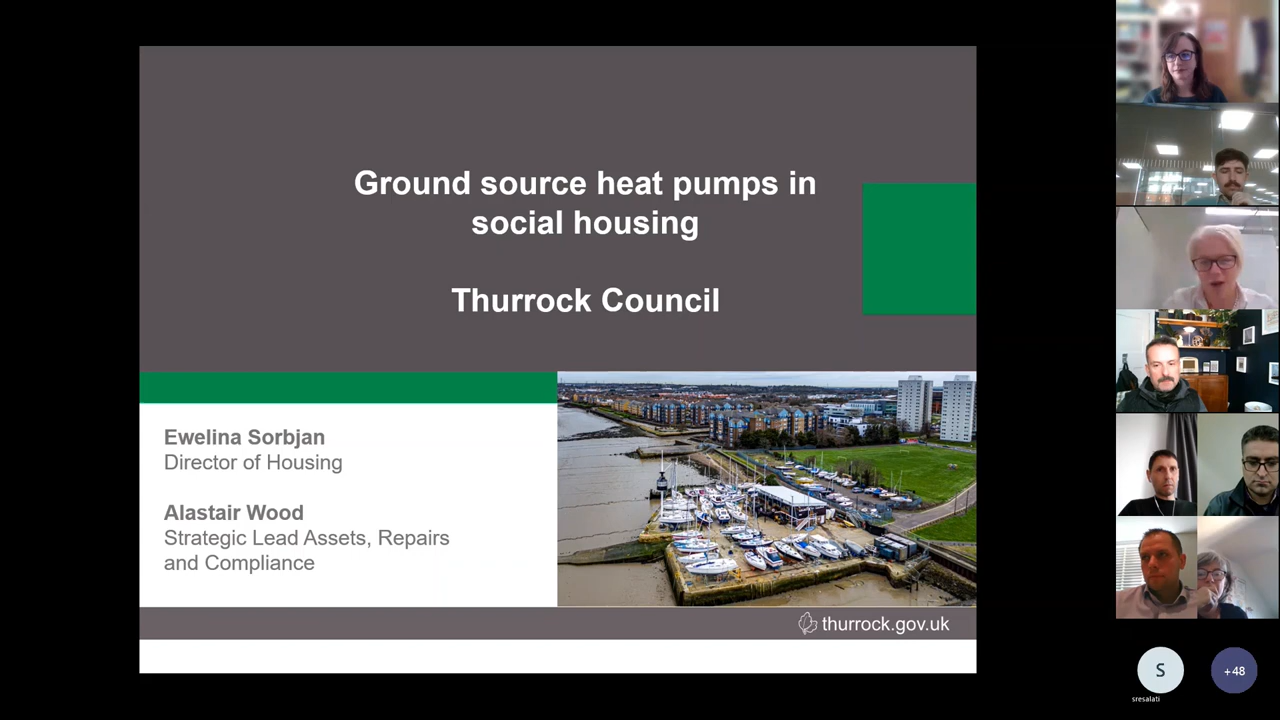 Ground source heat pumps in
social housing
Thurrock Council
Ewelina Sorbjan
Director of Housing
Alastair Wood
Strategic Lead Assets, Repairs
and Compliance
thurrock.gov.uk
S
+48
sresalati